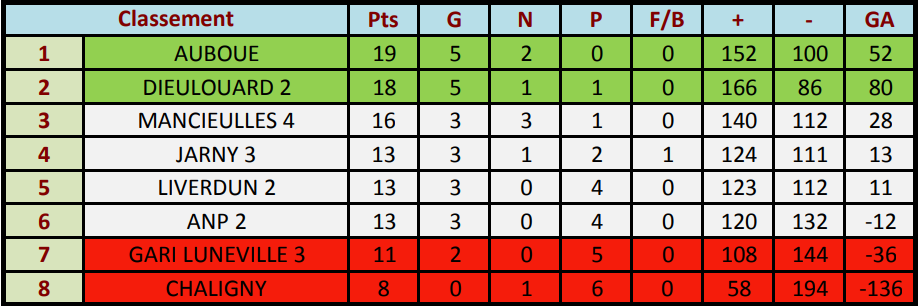 Classement Pts G N P F/B + - GA
1 AUBOUE 19 5 2 0 0 152 100 52
2 DIEULOUARD 2 18 5 1 1 0 166 86 80
3 MANCIEULLES 4 16 3 3 1 0 140 112 28
4 JARNY 3 13 3 1 2 1 124 111 13
5 LIVERDUN 2 13 3 0 4 0 123 112 11
6 ANP 2 13 3 0 4 0 120 132 -12
7 GARI LUNEVILLE 3 11 2 0 5 0 108 144 -36
8 CHALIGNY 8 0 1 6 0 58 194 -136